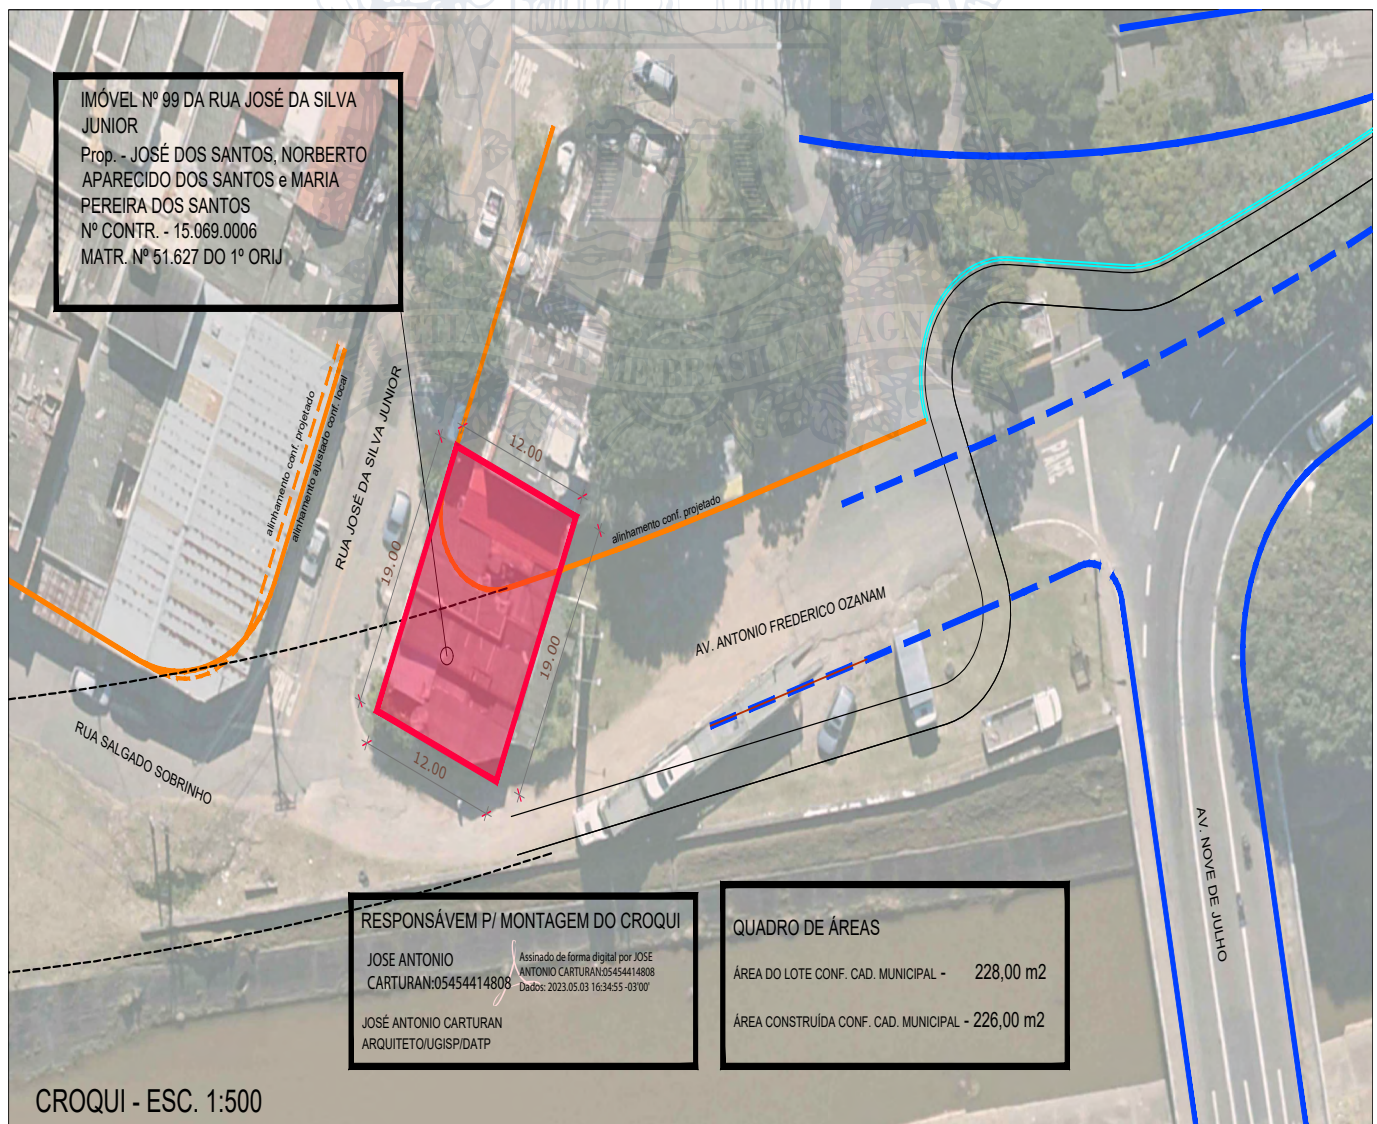 IMÓVEL Nº 99 DA RUA JOSÉ DA SILVA
JUNIOR
Prop. - JOSÉ DOS SANTOS, NORBERTO
APARECIDO DOS SANTOS e MARIA
PEREIRA DOS SANTOS
Nº CONTR. - 15.069.0006
MATR. Nº 51.627 DO 1º ORIJ
PARE
MAGN
alinhamento conf. projetado
alinhamento ajustado conf. local
RUA JOSÉ DA SILVA JUNIOR
12.00
19.00
19.00
12.00
alinhamento conf. projetado
PARE
AV. ANTONIO FREDERICO OZANAM
RUA SALGADO SOBRINHO
AV. NOVE DE JULHO
RESPONSÁVEM P/ MONTAGEM DO CROQUI
JOSE ANTONIO
CARTURAN:05454414808
Assinado de forma digital por JOSE
ANTONIO CARTURAN:05454414808
Dados: 2023.05.03 16:34:55 -03'00'
JOSÉ ANTONIO CARTURAN
ARQUITETO/UGISP/DATP
QUADRO DE ÁREAS
ÁREA DO LOTE CONF. CAD. MUNICIPAL - 228,00 m2
ÁREA CONSTRUÍDA CONF. CAD. MUNICIPAL - 226,00 m2
CROQUI - ESC. 1:500